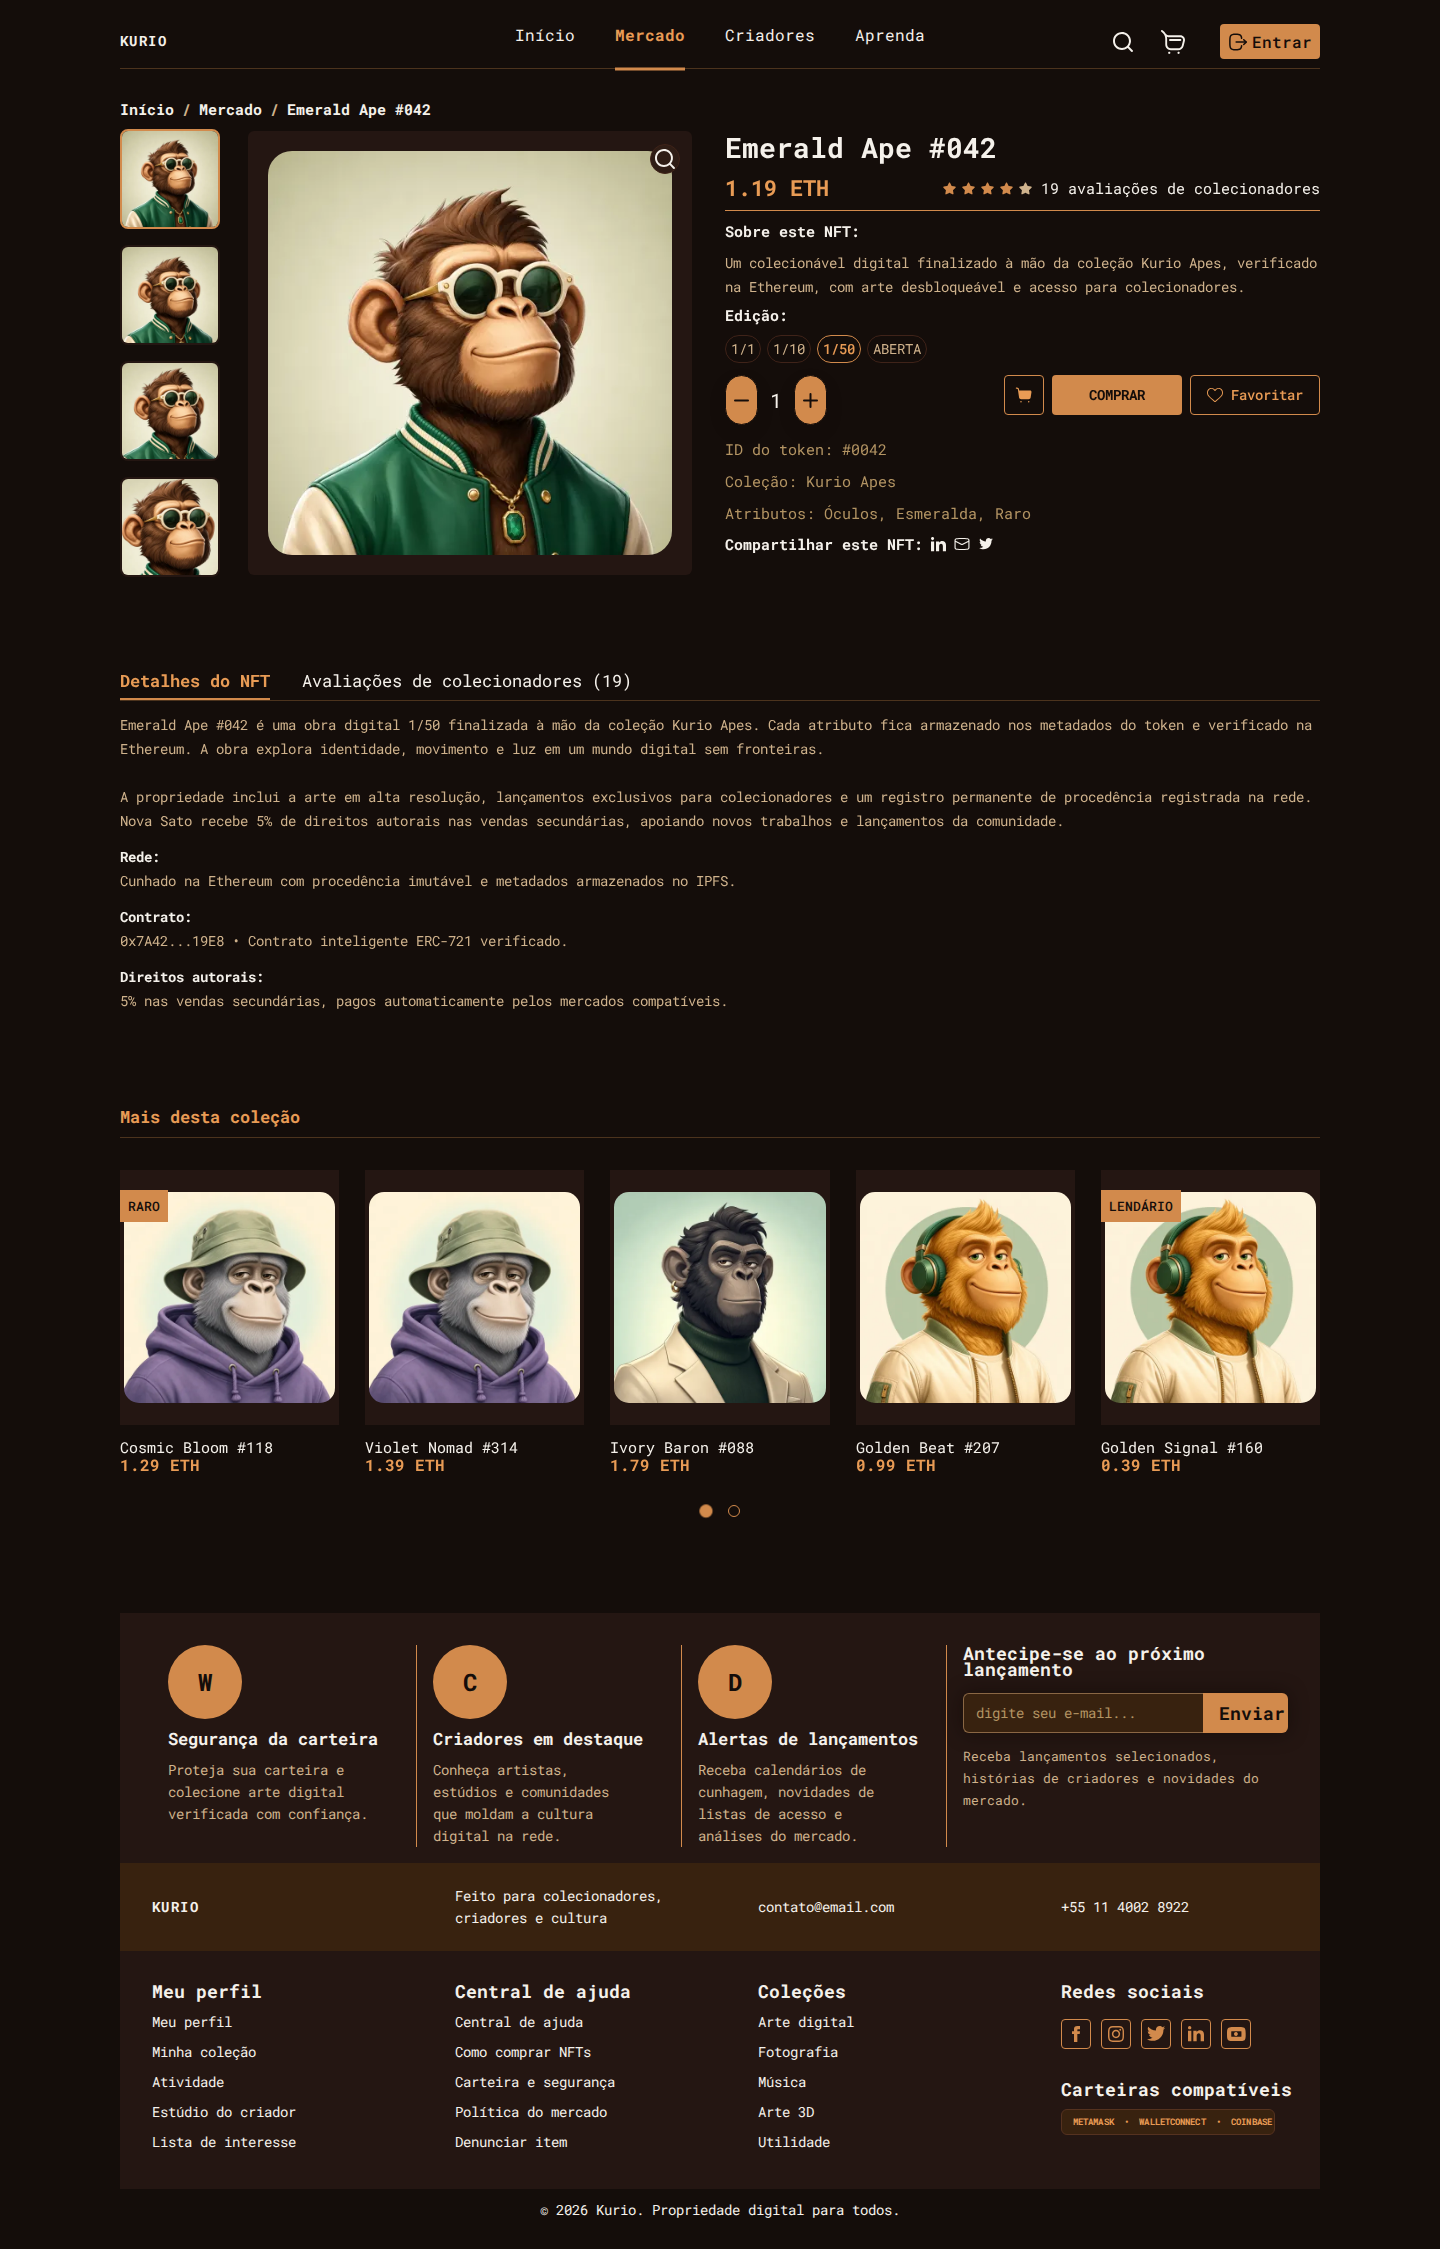 KURIO
Início
Mercado
Criadores
Aprenda
Entrar
Início / Mercado / Emerald Ape #042
Emerald Ape #042
1.19 ETH
19 avaliações de colecionadores
Sobre este NFT:
Um colecionável digital finalizado à mão da coleção Kurio Apes, verificado
na Ethereum, com arte desbloqueável e acesso para colecionadores.
Edição:
1/1
1/10
1/50
ABERTA
1
COMPRAR
Favoritar
ID do token: #0042
Coleção: Kurio Apes
Atributos: Óculos, Esmeralda, Raro
Compartilhar este NFT:
Detalhes do NFT
Avaliações de colecionadores (19)
Emerald Ape #042 é uma obra digital 1/50 finalizada à mão da coleção Kurio Apes. Cada atributo fica armazenado nos metadados do token e verificado na
Ethereum. A obra explora identidade, movimento e luz em um mundo digital sem fronteiras.
A propriedade inclui a arte em alta resolução, lançamentos exclusivos para colecionadores e um registro permanente de procedência registrada na rede.
Nova Sato recebe 5% de direitos autorais nas vendas secundárias, apoiando novos trabalhos e lançamentos da comunidade.
Rede:
Cunhado na Ethereum com procedência imutável e metadados armazenados no IPFS.
Contrato:
0x7A42...19E8 • Contrato inteligente ERC-721 verificado.
Direitos autorais:
5% nas vendas secundárias, pagos automaticamente pelos mercados compatíveis.
Mais desta coleção
RARO
LENDÁRIO
Cosmic Bloom #118
1.29 ETH
Violet Nomad #314
1.39 ETH
Ivory Baron #088
1.79 ETH
Golden Beat #207
0.99 ETH
Golden Signal #160
0.39 ETH
W
Segurança da carteira
Proteja sua carteira e
colecione arte digital
verificada com confiança.
C
Criadores em destaque
Conheça artistas,
estúdios e comunidades
que moldam a cultura
digital na rede.
D
Alertas de lançamentos
Receba calendários de
cunhagem, novidades de
listas de acesso e
análises do mercado.
Antecipe-se ao próximo
lançamento
digite seu e-mail...
Enviar
Receba lançamentos selecionados,
histórias de criadores e novidades do
mercado.
KURIO
Feito para colecionadores,
criadores e cultura
contato@email.com
+55 11 4002 8922
Meu perfil
Meu perfil
Minha coleção
Atividade
Estúdio do criador
Lista de interesse
Central de ajuda
Central de ajuda
Como comprar NFTs
Carteira e segurança
Política do mercado
Denunciar item
Coleções
Arte digital
Fotografia
Música
Arte 3D
Utilidade
Redes sociais
Carteiras compatíveis
METAMASK • WALLETCONNECT • COINBASE
© 2026 Kurio. Propriedade digital para todos.